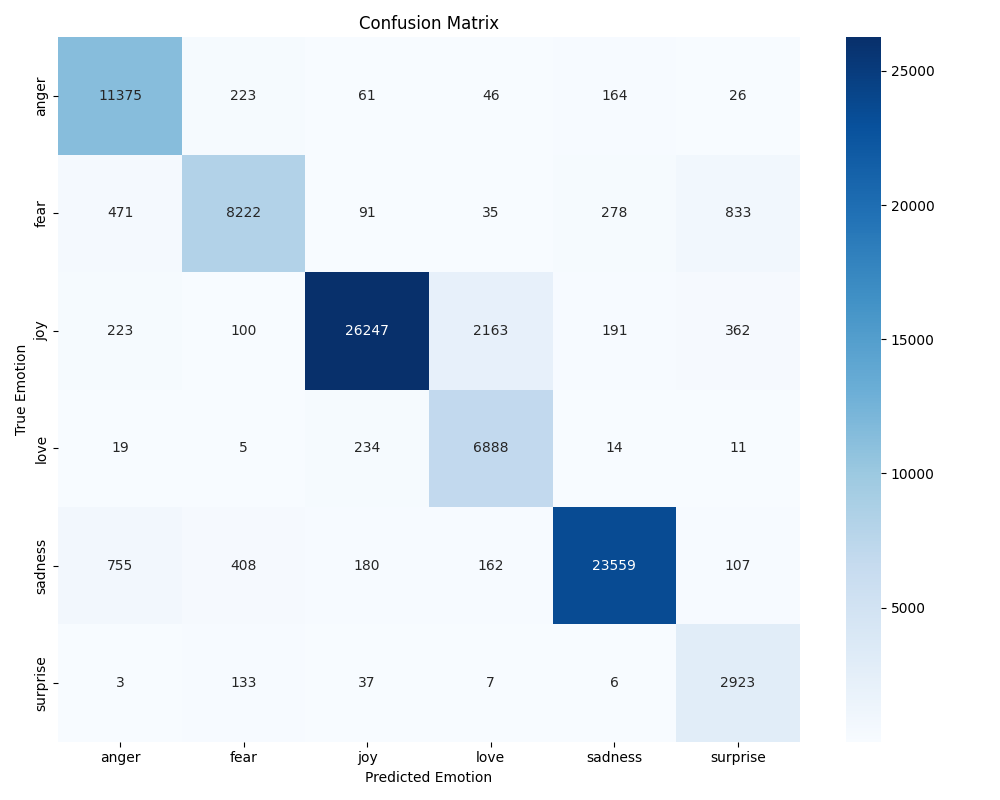 Confusion Matrix
anger 11375 223 61 46 164 26
fear 471 8222 91 35 278 833
joy 223 100 26247 2163 191 362
love 19 5 234 6888 14 11
sadness 755 408 180 162 23559 107
surprise 3 133 37 7 6 2923
anger fear joy love sadness surprise
Predicted Emotion
True Emotion
25000
20000
15000
10000
5000